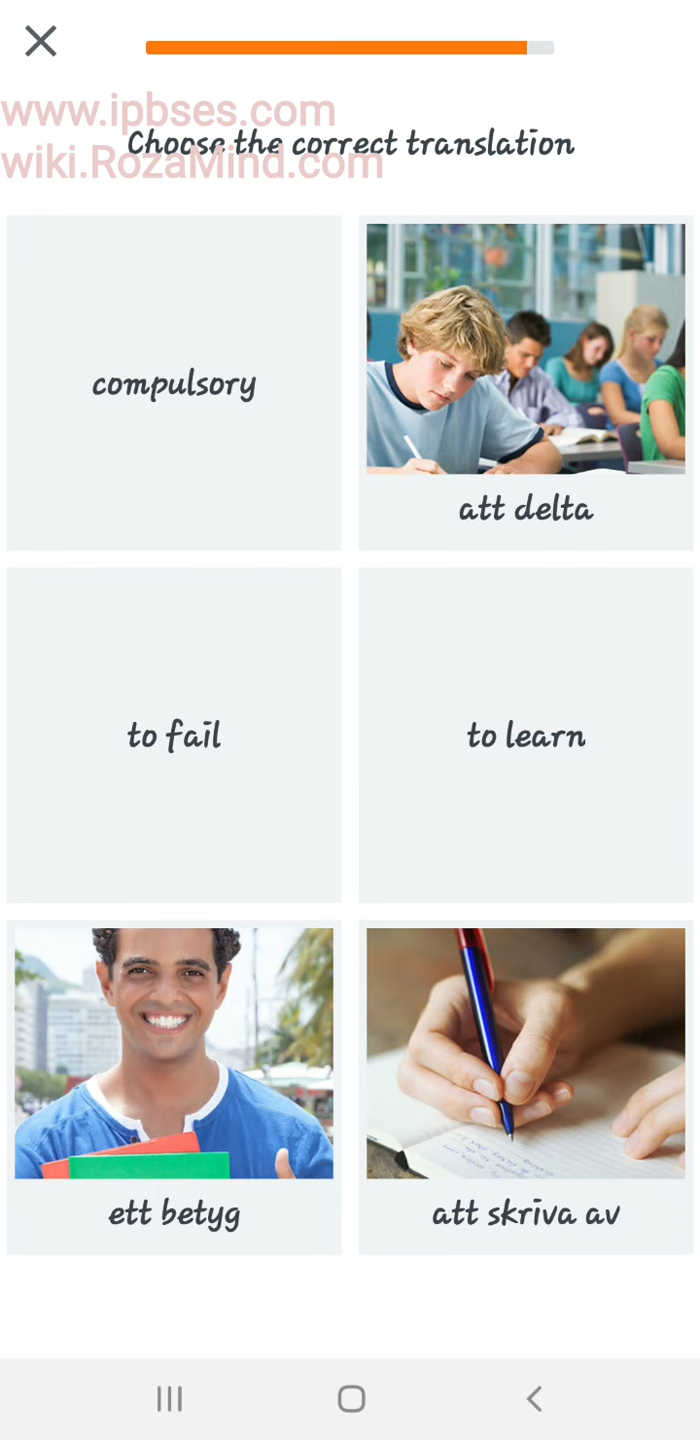 www.ipbses.com
wiki.RozaMind.com
Choose the correct translation
compulsory
att delta
to fail
to learn
ett betyg
att skriva av